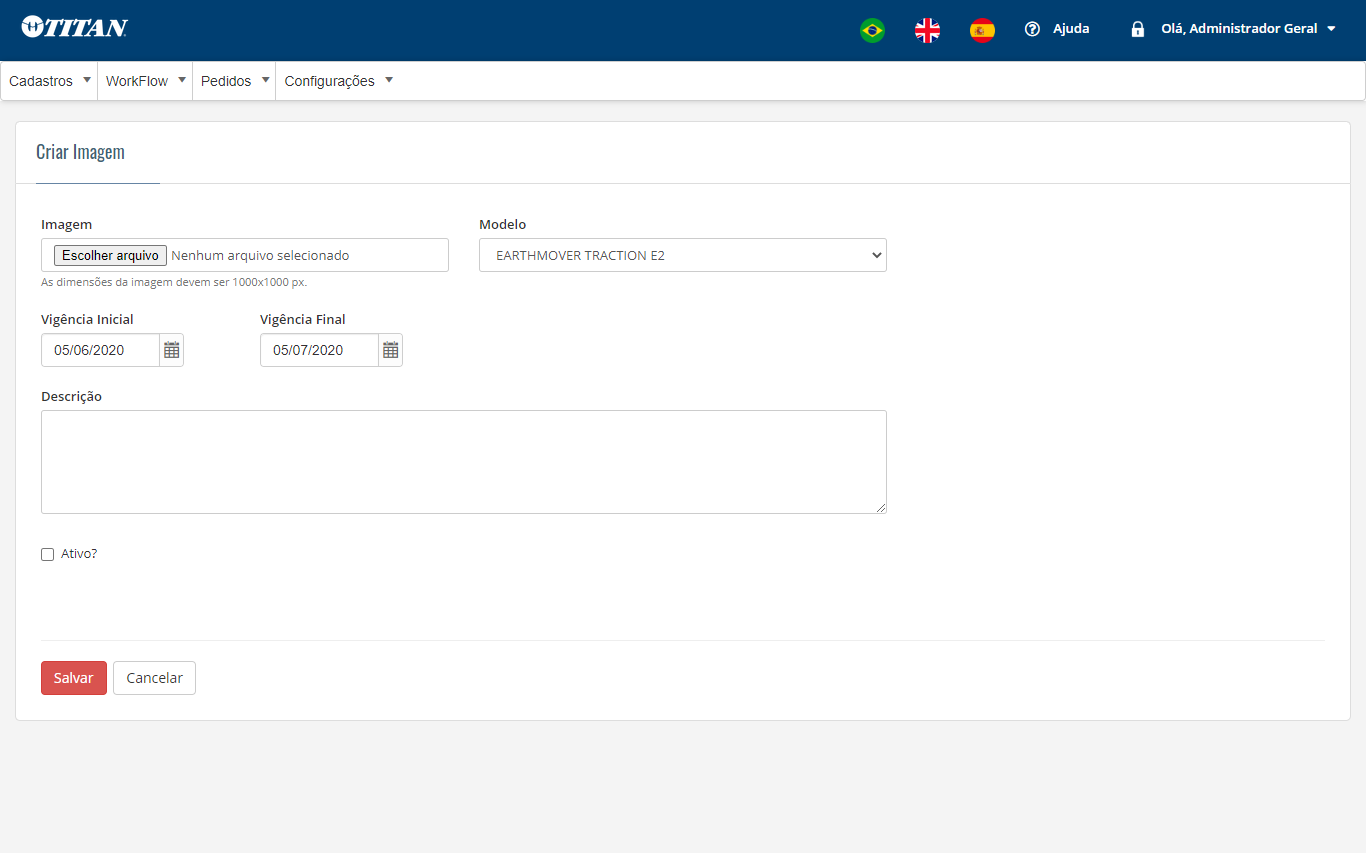 TITAN
Ajuda
Olá, Administrador Geral
Cadastros
WorkFlow
Pedidos
Configurações
Criar Imagem
Imagem
Modelo
Escolher arquivo Nenhum arquivo selecionado
EARTHMOVER TRACTION E2
As dimensões da imagem devem ser 1000x1000 px.
Vigência Inicial
Vigência Final
05/06/2020
05/07/2020
Descrição
Ativo?
Salvar
Cancelar